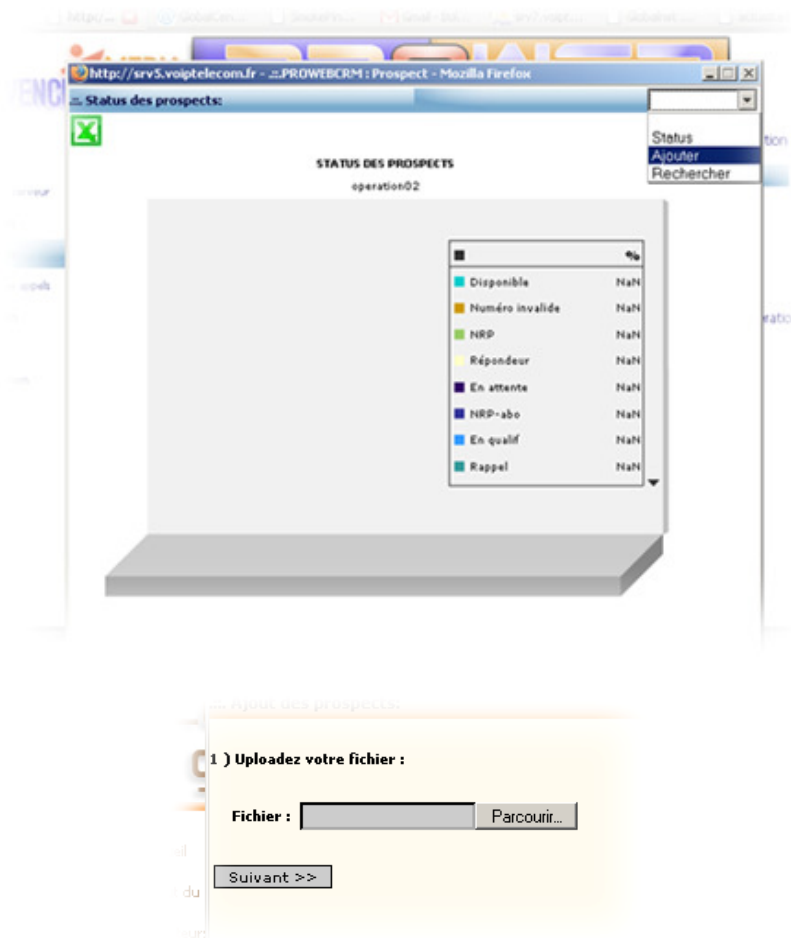 http://srv5.voiptelecom.fr - .::.PROWEBCRM : Prospect - Mozilla Firefox
.::. Status des prospects:
Status
Ajouter
Rechercher
STATUS DES PROSPECTS
operation02
%
Disponible NaN
Numéro invalide NaN
NRP NaN
Répondeur NaN
En attente NaN
NRP-abo NaN
En qualif NaN
Rappel NaN
.::. Ajout des prospects:
1 ) Uploadez votre fichier :
Fichier : Parcourir...
Suivant >>